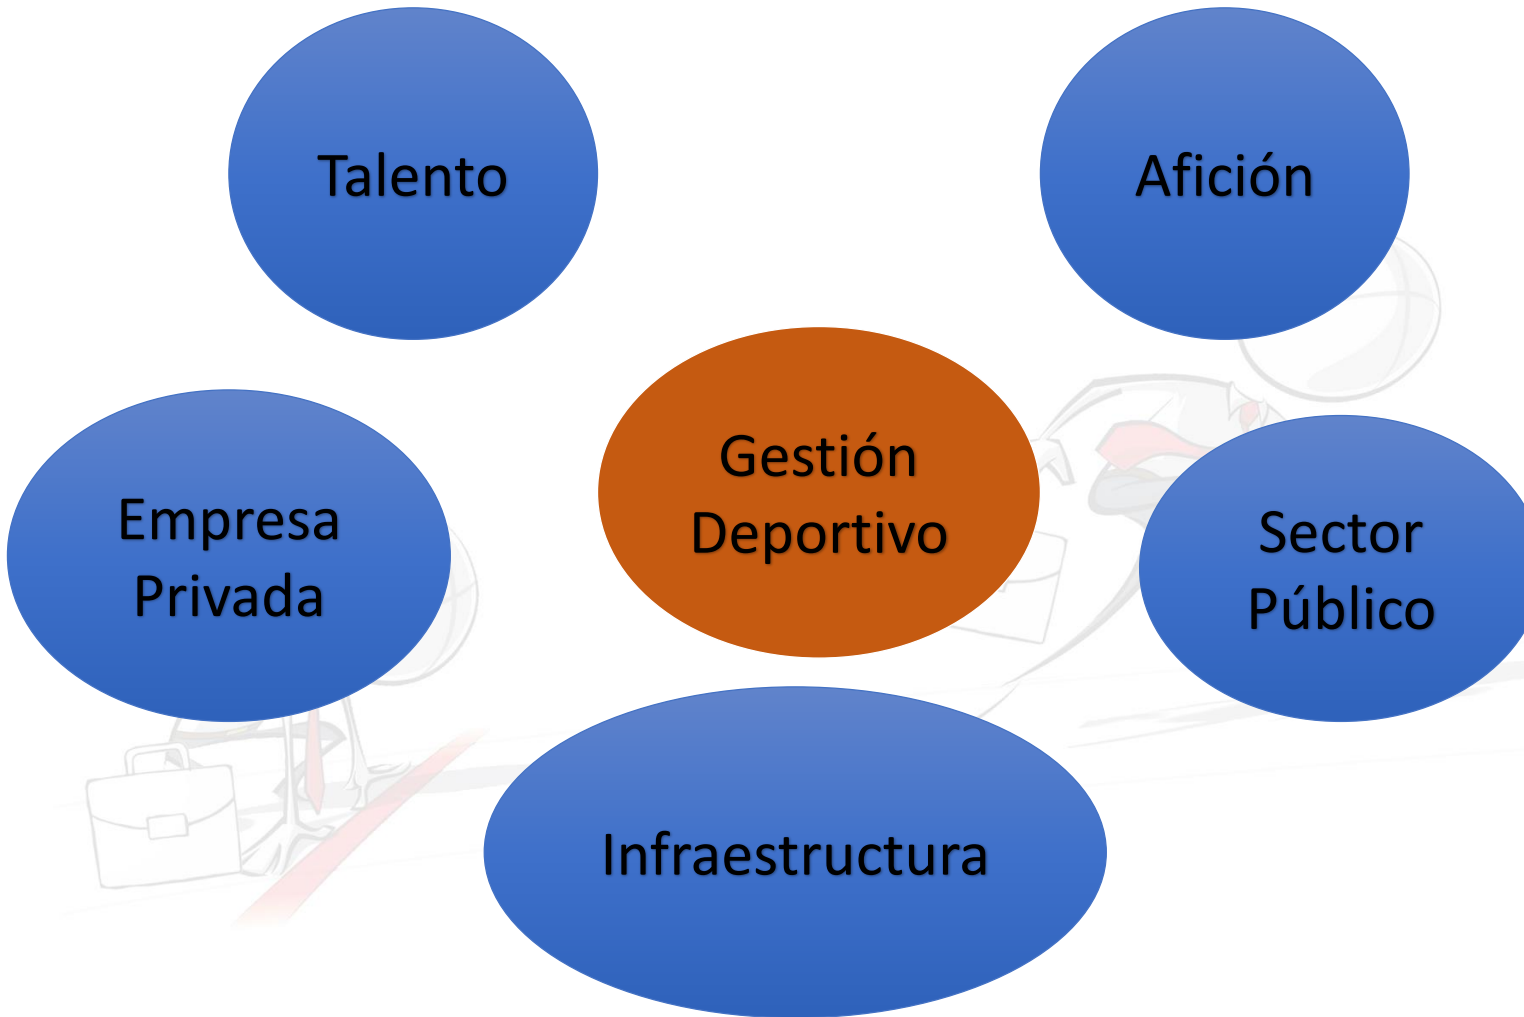 Talento
Afición
Gestión
Deportivo
Empresa
Privada
Sector
Público
Infraestructura